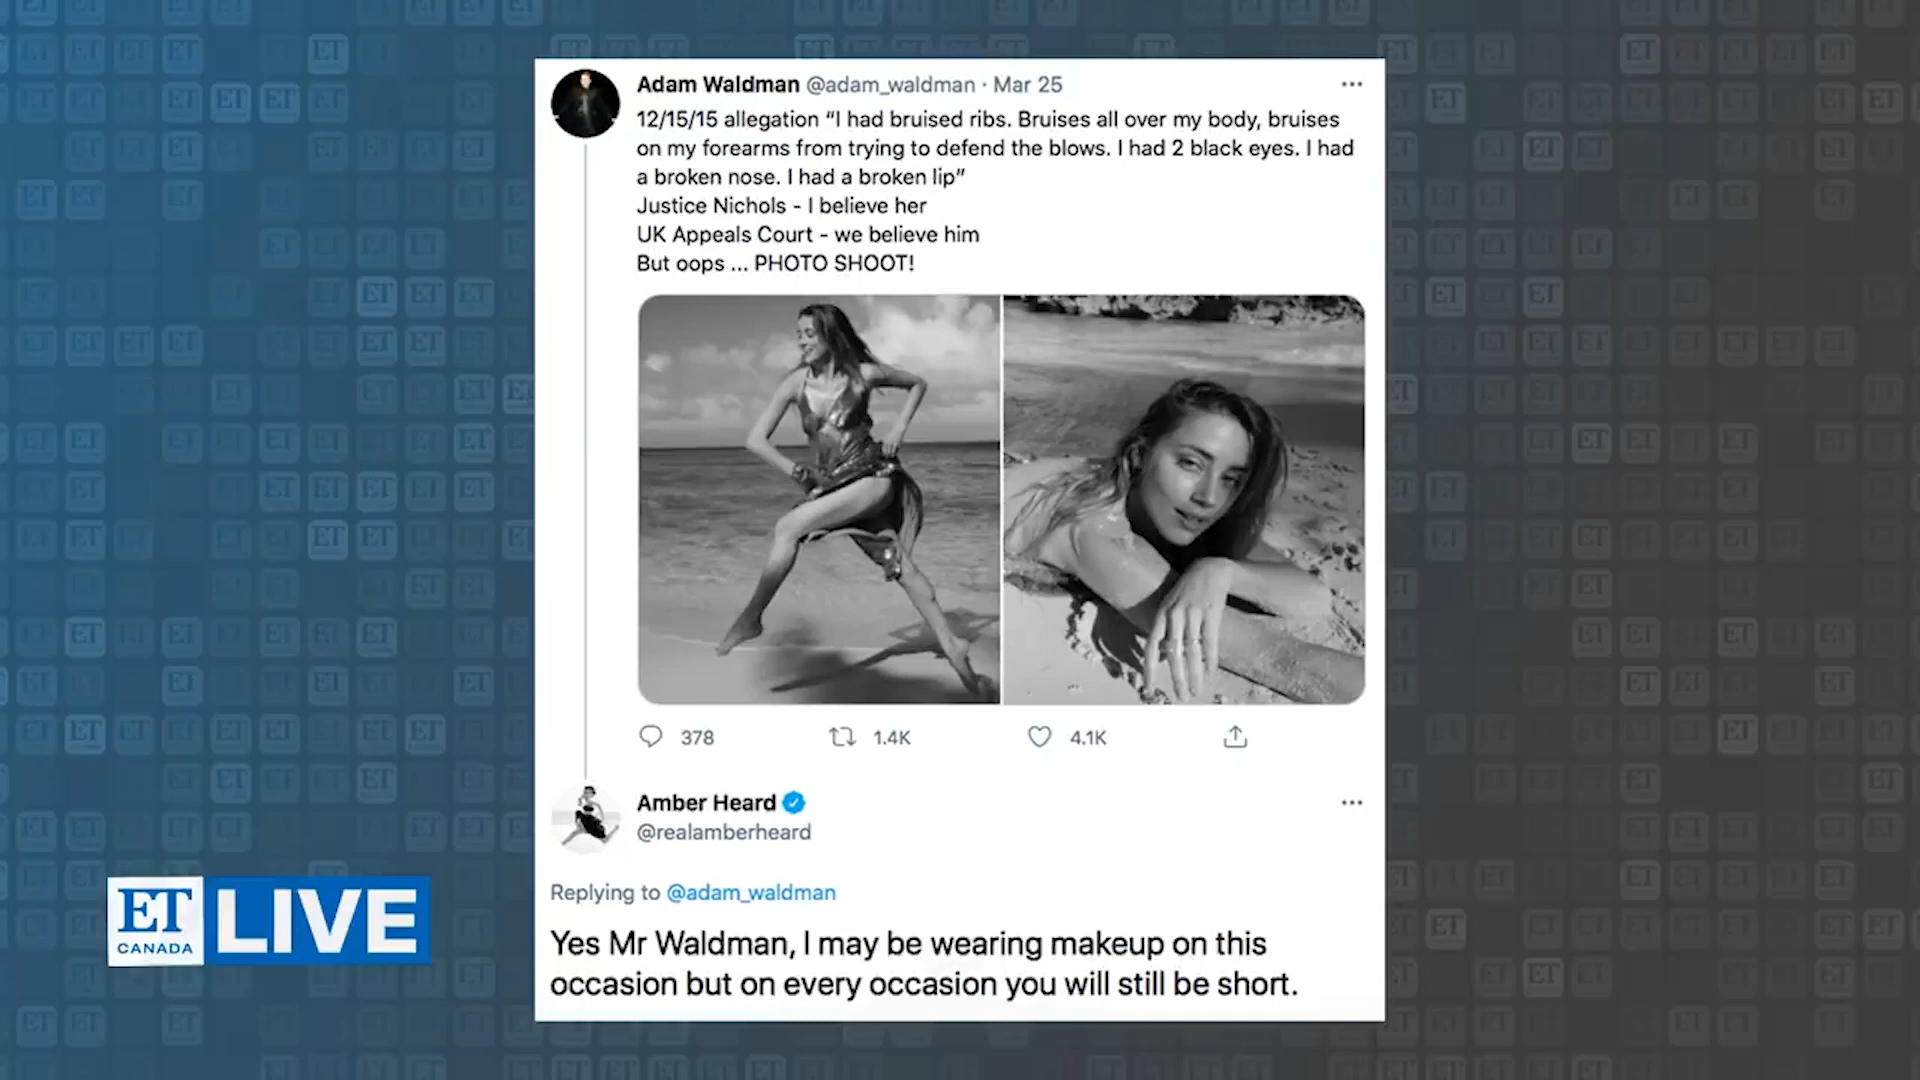 Adam Waldman @adam_waldman · Mar 25
12/15/15 allegation “I had bruised ribs. Bruises all over my body, bruises
on my forearms from trying to defend the blows. I had 2 black eyes. I had
a broken nose. I had a broken lip”
Justice Nichols - I believe her
UK Appeals Court - we believe him
But oops ... PHOTO SHOOT!
378 1.4K 4.1K
Amber Heard
@realamberheard
Replying to @adam_waldman
Yes Mr Waldman, I may be wearing makeup on this
occasion but on every occasion you will still be short.
ET CANADA LIVE